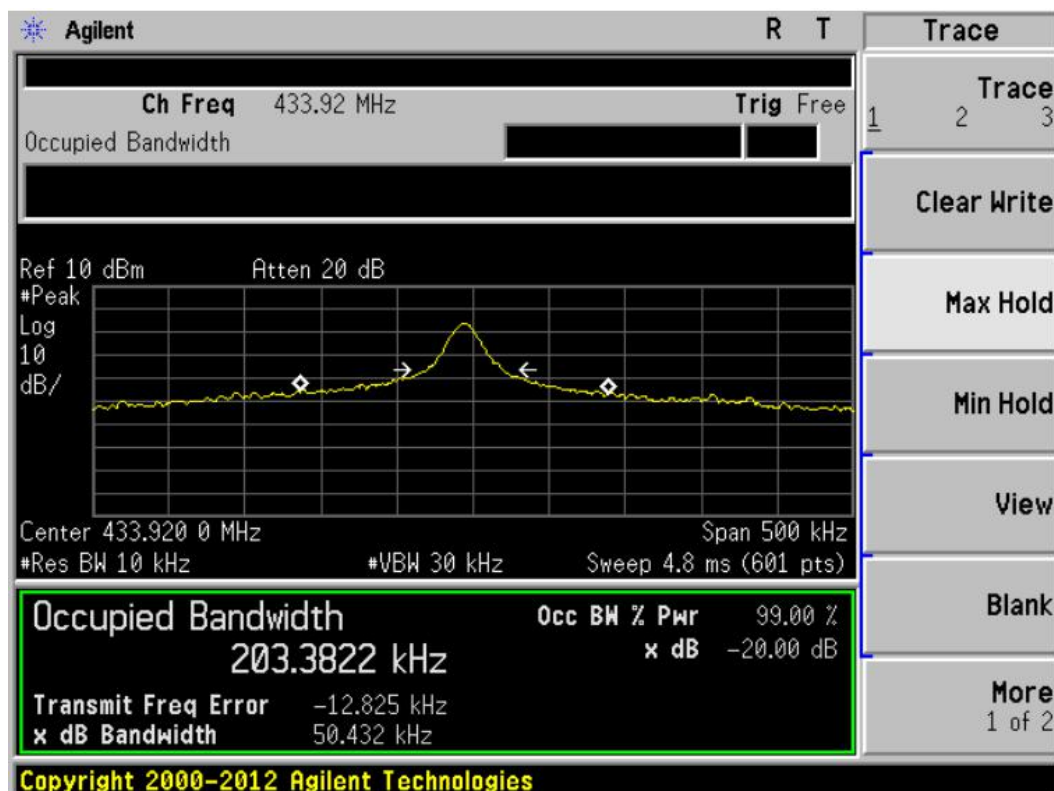 Agilent R T Trace
Ch Freq 433.92 MHz Trig Free
Occupied Bandwidth
Trace
1 2 3
Clear Write
Max Hold
Min Hold
View
Blank
More
1 of 2
Ref 10 dBm Atten 20 dB
#Peak
Log
10
dB/
Center 433.920 0 MHz Span 500 kHz
#Res BW 10 kHz #VBW 30 kHz Sweep 4.8 ms (601 pts)
Occupied Bandwidth Occ BW % Pwr 99.00 %
203.3822 kHz x dB -20.00 dB
Transmit Freq Error -12.825 kHz
x dB Bandwidth 50.432 kHz
Copyright 2000-2012 Agilent Technologies